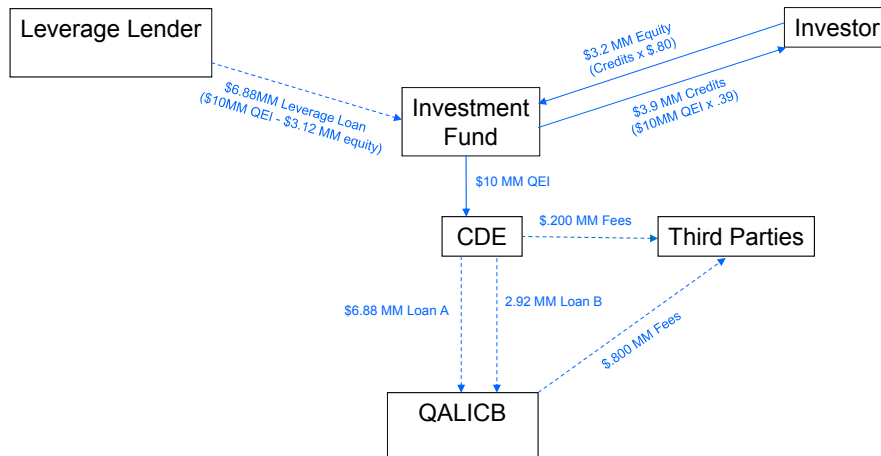 Leverage Lender
Investor
$3.2 MM Equity
(Credits x $.80)
$6.88MM Leverage Loan
($10MM QEI - $3.12 MM equity)
Investment
Fund
$3.9 MM Credits
($10MM QEI x .39)
$10 MM QEI
CDE
$.200 MM Fees
Third Parties
$6.88 MM Loan A
2.92 MM Loan B
$.800 MM Fees
QALICB